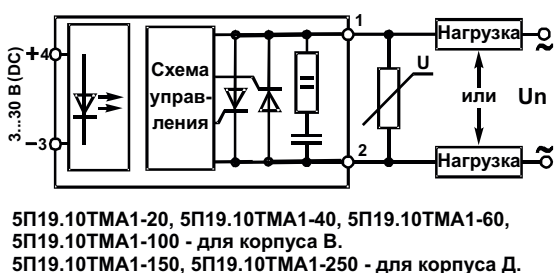 1
Нагрузка
~
3...30 В (DC)
+4
Схема
управ-
ления
U
или
Un
−3
2
Нагрузка
~
5П19.10ТМА1-20, 5П19.10ТМА1-40, 5П19.10ТМА1-60,
5П19.10ТМА1-100 - для корпуса В.
5П19.10ТМА1-150, 5П19.10ТМА1-250 - для корпуса Д.